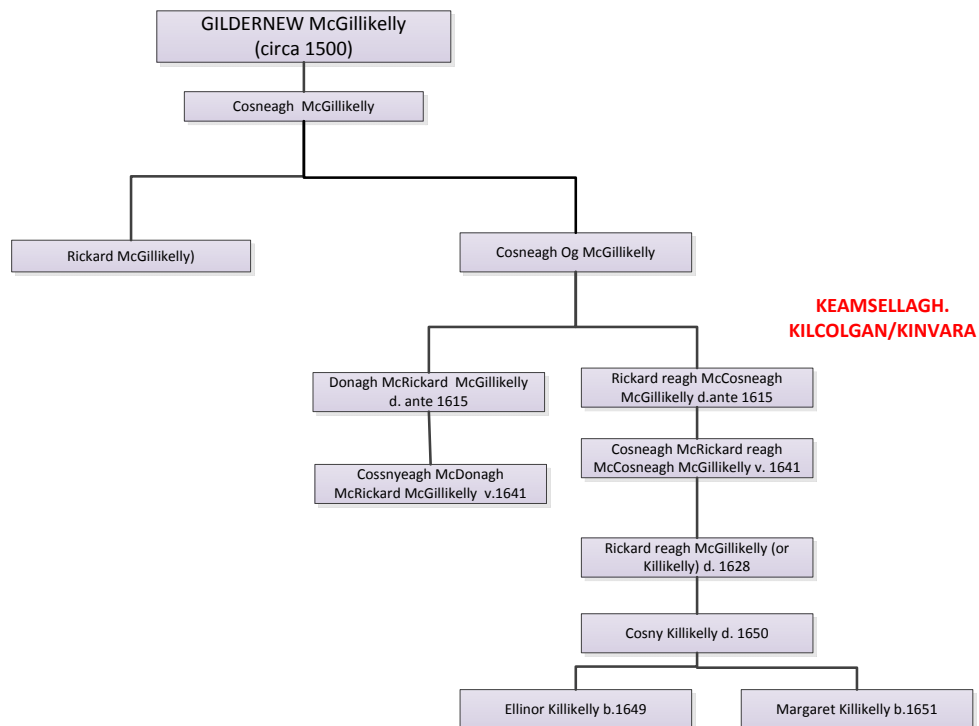 GILDERNEW McGillikelly
(circa 1500)
Cosneagh McGillikelly
Rickard McGillikelly)
Cosneagh Og McGillikelly
KEAMSELLAGH.
KILCOLGAN/KINVARA
Donagh McRickard McGillikelly
d. ante 1615
Rickard reagh McCosneagh
McGillikelly d.ante 1615
Cosneagh McRickard reagh
McCosneagh McGillikelly v. 1641
Cossnyeagh McDonagh
McRickard McGillikelly v.1641
Rickard reagh McGillikelly (or
Killikelly) d. 1628
Cosny Killikelly d. 1650
Ellinor Killikelly b.1649
Margaret Killikelly b.1651